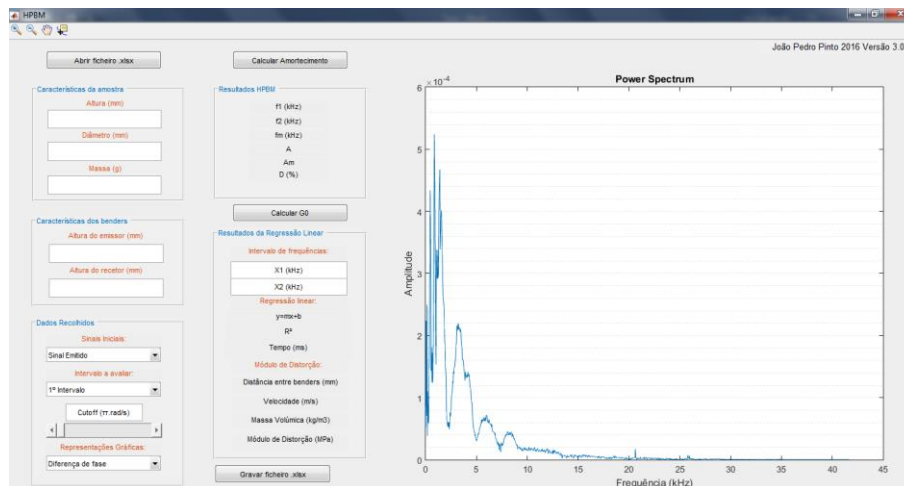 HPBM
João Pedro Pinto 2016 Versão 3.0
Abrir ficheiro .xlsx
Características da amostra
Altura (mm)
Diâmetro (mm)
Massa (g)
Características dos benders
Altura do emissor (mm)
Altura do recetor (mm)
Dados Recolhidos
Sinais Iniciais:
Sinal Emitido
Intervalo a avaliar:
1º Intervalo
Cutoff (π.rad/s)
Representações Gráficas:
Diferença de fase
Calcular Amortecimento
Resultados HPBM
f1 (kHz)
f2 (kHz)
fm (kHz)
A
Am
D (%)
Calcular G0
Resultados da Regressão Linear
Intervalo de frequências:
X1 (kHz)
X2 (kHz)
Regressão linear:
y=mx+b
R²
Tempo (ms)
Módulo de Distorção:
Distância entre benders (mm)
Velocidade (m/s)
Massa Volúmica (kg/m3)
Módulo de Distorção (MPa)
Gravar ficheiro .xlsx
Power Spectrum
×10⁻⁴
6
5
4
3
2
1
0
Amplitude
0 5 10 15 20 25 30 35 40 45
Frequência (kHz)